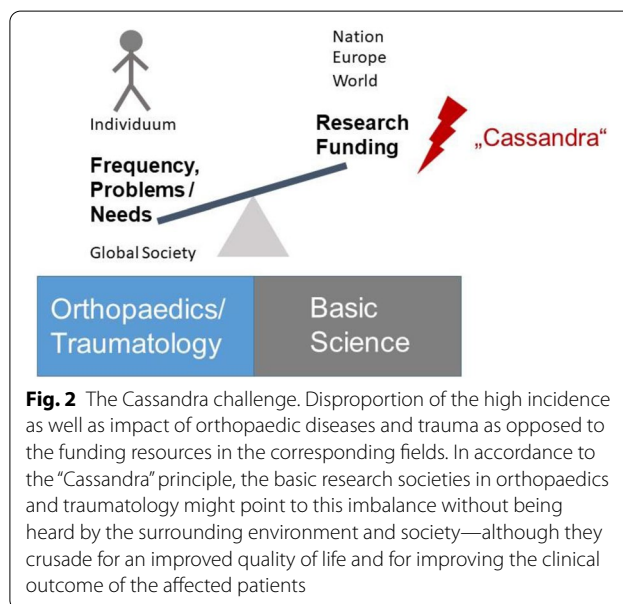 Nation
Europe
World
Individuum
Research
Funding
„Cassandra“
Frequency,
Problems /
Needs
Global Society
Orthopaedics/
Traumatology
Basic
Science
Fig. 2 The Cassandra challenge. Disproportion of the high incidence
as well as impact of orthopaedic diseases and trauma as opposed to
the funding resources in the corresponding fields. In accordance to
the “Cassandra” principle, the basic research societies in orthopaedics
and traumatology might point to this imbalance without being
heard by the surrounding environment and society—although they
crusade for an improved quality of life and for improving the clinical
outcome of the affected patients